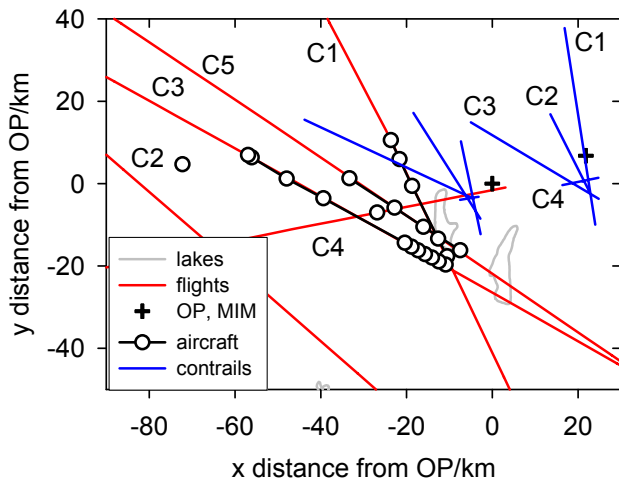 40
20
0
-20
-40
-80
-60
-40
-20
0
20
y distance from OP/km
x distance from OP/km
C1
C5
C3
C2
C4
C1
C2
C3
C4
lakes
flights
OP, MIM
aircraft
contrails